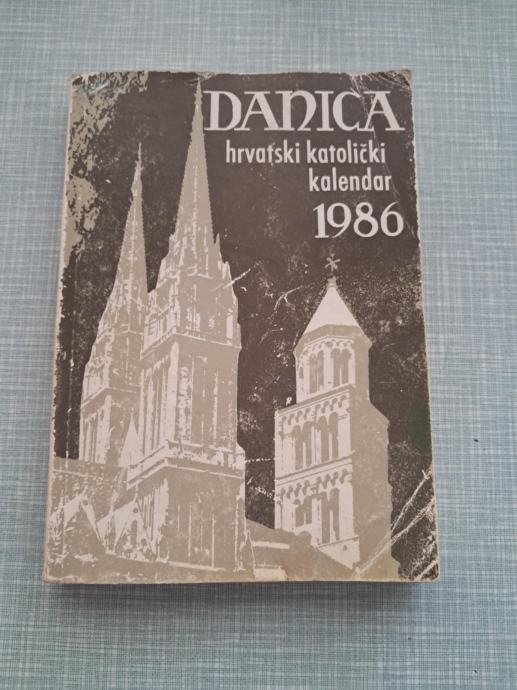 DANICA
hrvatski katolički
kalendar
1986